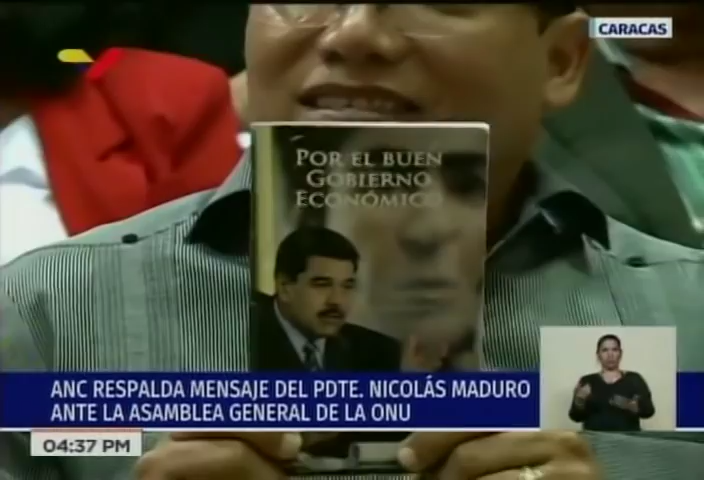 CARACAS
POR EL BUEN
GOBIERNO
ECONÓMICO
ANC RESPALDA MENSAJE DEL PDTE. NICOLÁS MADURO
ANTE LA ASAMBLEA GENERAL DE LA ONU
04:37 PM